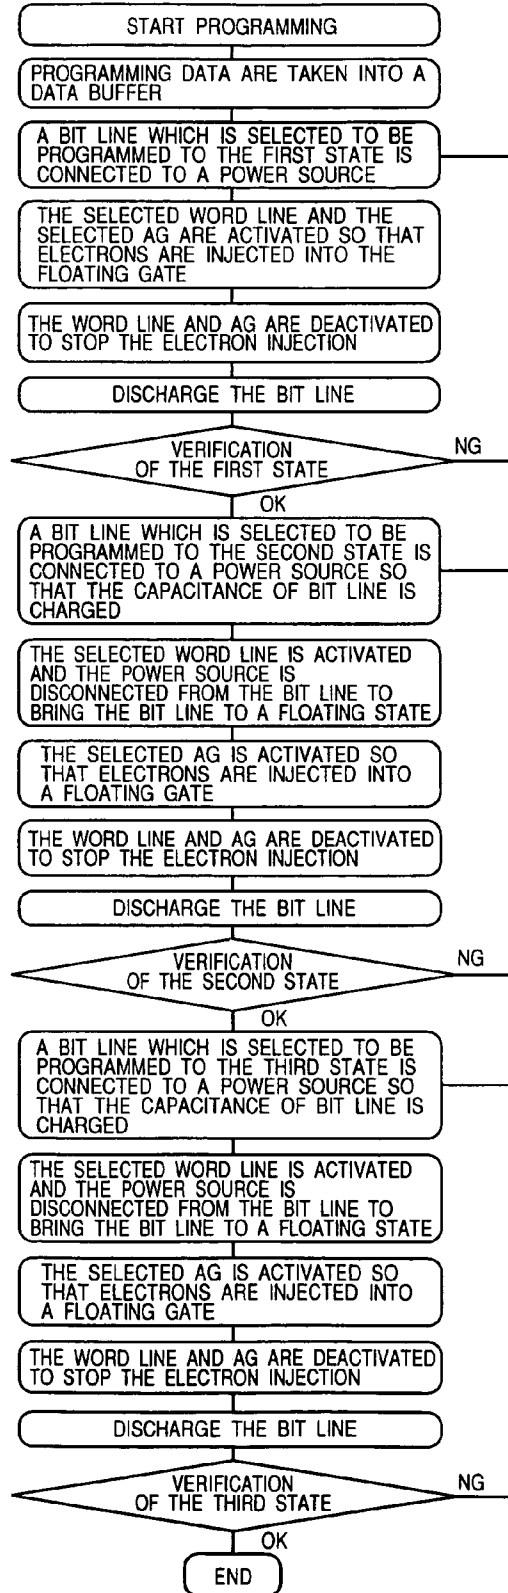 START PROGRAMMING
PROGRAMMING DATA ARE TAKEN INTO A
DATA BUFFER
A BIT LINE WHICH IS SELECTED TO BE
PROGRAMMED TO THE FIRST STATE IS
CONNECTED TO A POWER SOURCE
THE SELECTED WORD LINE AND THE
SELECTED AG ARE ACTIVATED SO THAT
ELECTRONS ARE INJECTED INTO THE
FLOATING GATE
THE WORD LINE AND AG ARE DEACTIVATED
TO STOP THE ELECTRON INJECTION
DISCHARGE THE BIT LINE
VERIFICATION
OF THE FIRST STATE
NG
OK
A BIT LINE WHICH IS SELECTED TO BE
PROGRAMMED TO THE SECOND STATE IS
CONNECTED TO A POWER SOURCE SO
THAT THE CAPACITANCE OF BIT LINE IS
CHARGED
THE SELECTED WORD LINE IS ACTIVATED
AND THE POWER SOURCE IS
DISCONNECTED FROM THE BIT LINE TO
BRING THE BIT LINE TO A FLOATING STATE
THE SELECTED AG IS ACTIVATED SO
THAT ELECTRONS ARE INJECTED INTO
A FLOATING GATE
THE WORD LINE AND AG ARE DEACTIVATED
TO STOP THE ELECTRON INJECTION
DISCHARGE THE BIT LINE
VERIFICATION
OF THE SECOND STATE
NG
OK
A BIT LINE WHICH IS SELECTED TO BE
PROGRAMMED TO THE THIRD STATE IS
CONNECTED TO A POWER SOURCE SO
THAT THE CAPACITANCE OF BIT LINE IS
CHARGED
THE SELECTED WORD LINE IS ACTIVATED
AND THE POWER SOURCE IS
DISCONNECTED FROM THE BIT LINE TO
BRING THE BIT LINE TO A FLOATING STATE
THE SELECTED AG IS ACTIVATED SO
THAT ELECTRONS ARE INJECTED INTO
A FLOATING GATE
THE WORD LINE AND AG ARE DEACTIVATED
TO STOP THE ELECTRON INJECTION
DISCHARGE THE BIT LINE
VERIFICATION
OF THE THIRD STATE
NG
OK
END